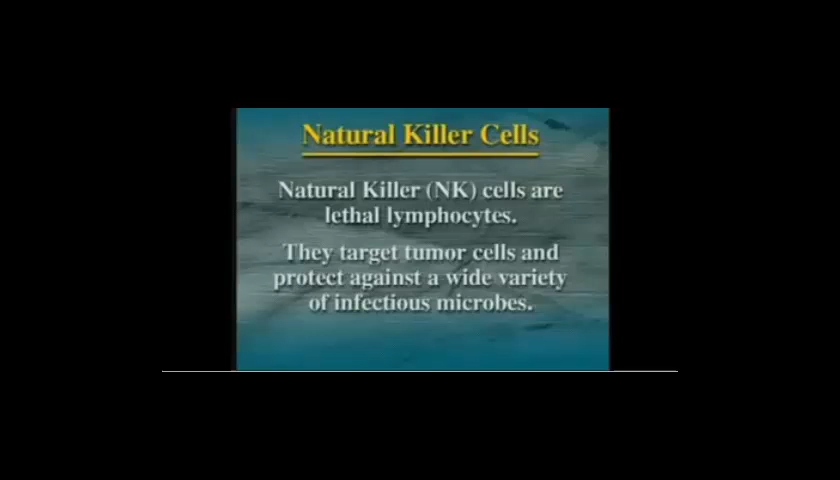 Natural Killer Cells
Natural Killer (NK) cells are
lethal lymphocytes.
They target tumor cells and
protect against a wide variety
of infectious microbes.